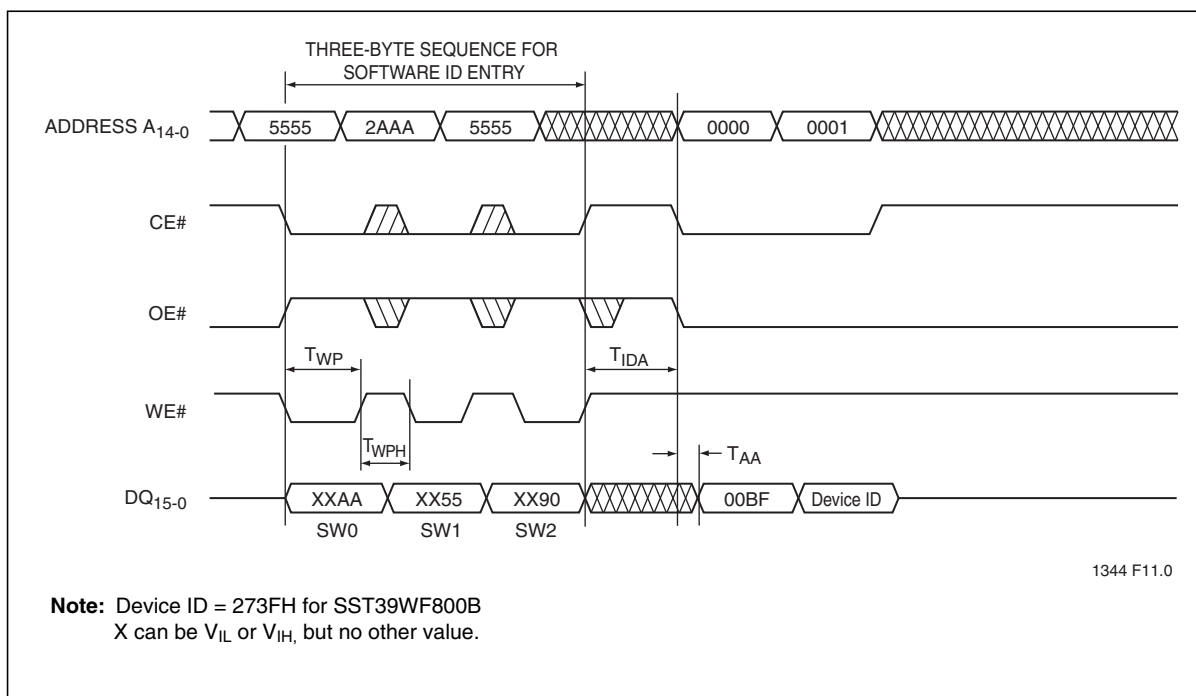 THREE-BYTE SEQUENCE FOR
SOFTWARE ID ENTRY
ADDRESS A14-0
5555 2AAA 5555 0000 0001
CE#
OE#
TWP TIDA
WE#
TWPH
TAA
DQ15-0
XXAA XX55 XX90 00BF Device ID
SW0 SW1 SW2
1344 F11.0
Note: Device ID = 273FH for SST39WF800B
X can be VIL or VIH, but no other value.